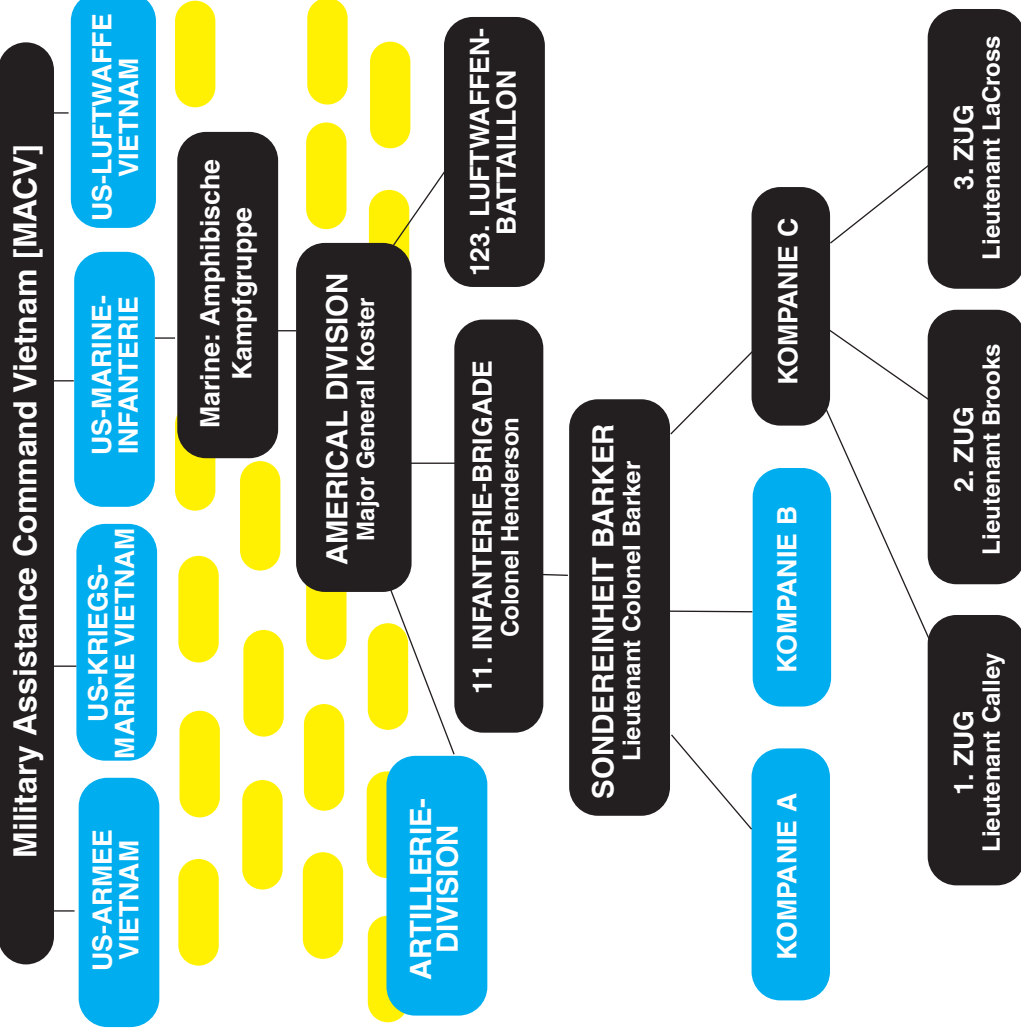 Military Assistance Command Vietnam [MACV]
US-ARMEE
VIETNAM
US-KRIEGS-
MARINE VIETNAM
US-MARINE-
INFANTERIE
US-LUFTWAFFE
VIETNAM
Marine: Amphibische
Kampfgruppe
AMERICAL DIVISION
Major General Koster
ARTILLERIE-
DIVISION
11. INFANTERIE-BRIGADE
Colonel Henderson
123. LUFTWAFFEN-
BATTAILLON
SONDEREINHEIT BARKER
Lieutenant Colonel Barker
KOMPANIE A
KOMPANIE B
KOMPANIE C
1. ZUG
Lieutenant Calley
2. ZUG
Lieutenant Brooks
3. ZUG
Lieutenant LaCross